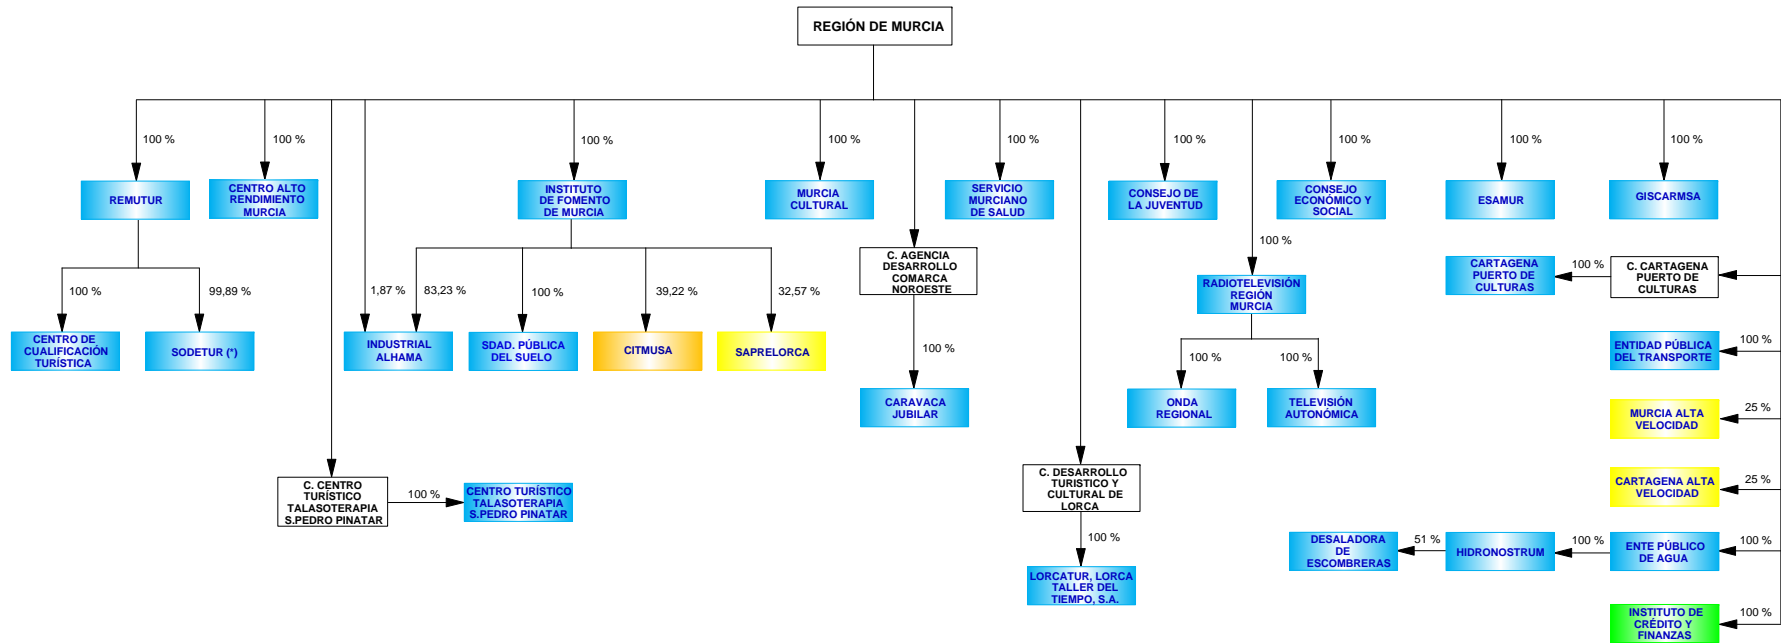 REGIÓN DE MURCIA
100 %
100 %
100 %
100 %
100 %
100 %
100 %
100 %
100 %
REMUTUR
CENTRO ALTO
RENDIMIENTO
MURCIA
INSTITUTO
DE FOMENTO
DE MURCIA
MURCIA
CULTURAL
SERVICIO
MURCIANO
DE SALUD
CONSEJO DE
LA JUVENTUD
CONSEJO
ECONÓMICO Y
SOCIAL
ESAMUR
GISCARMSA
100 %
99,89 %
1,87 %
83,23 %
100 %
39,22 %
32,57 %
C. AGENCIA
DESARROLLO
COMARCA
NOROESTE
100 %
RADIOTELEVISIÓN
REGIÓN
MURCIA
CARTAGENA
PUERTO DE
CULTURAS
100 %
C. CARTAGENA
PUERTO DE
CULTURAS
CENTRO DE
CUALIFICACIÓN
TURÍSTICA
SODETUR (*)
INDUSTRIAL
ALHAMA
SDAD. PÚBLICA
DEL SUELO
CITMUSA
SAPRELORCA
100 %
100 %
100 %
ENTIDAD PÚBLICA
DEL TRANSPORTE
100 %
CARAVACA
JUBILAR
ONDA
REGIONAL
TELEVISIÓN
AUTONÓMICA
MURCIA ALTA
VELOCIDAD
25 %
C. CENTRO
TURÍSTICO
TALASOTERAPIA
S.PEDRO PINATAR
100 %
CENTRO TURÍSTICO
TALASOTERAPIA
S.PEDRO PINATAR
C. DESARROLLO
TURISTICO Y
CULTURAL DE
LORCA
CARTAGENA ALTA
VELOCIDAD
25 %
100 %
DESALADORA
DE
ESCOMBRERAS
51 %
HIDRONOSTRUM
100 %
ENTE PÚBLICO
DE AGUA
100 %
LORCATUR, LORCA
TALLER DEL
TIEMPO, S.A.
INSTITUTO DE
CRÉDITO Y
FINANZAS
100 %